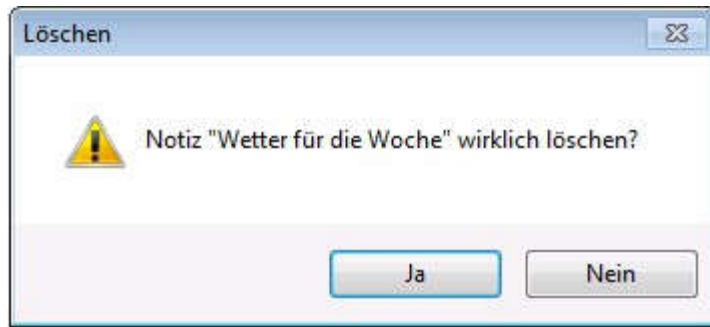 Löschen
Notiz "Wetter für die Woche" wirklich löschen?
Ja
Nein